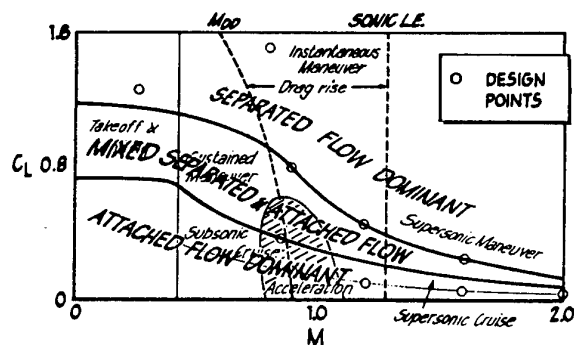 1.8
M_DD
SONIC L.E.
Instantaneous
Maneuver
Drag rise
DESIGN
POINTS
SEPARATED FLOW DOMINANT
Takeoff &
C_L
0.8
Sustained
Maneuver
MIXED SEPARATED & ATTACHED FLOW
Supersonic Maneuver
Subsonic
Cruise
ATTACHED FLOW DOMINANT
Acceleration
Supersonic Cruise
0
0
1.0
2.0
M